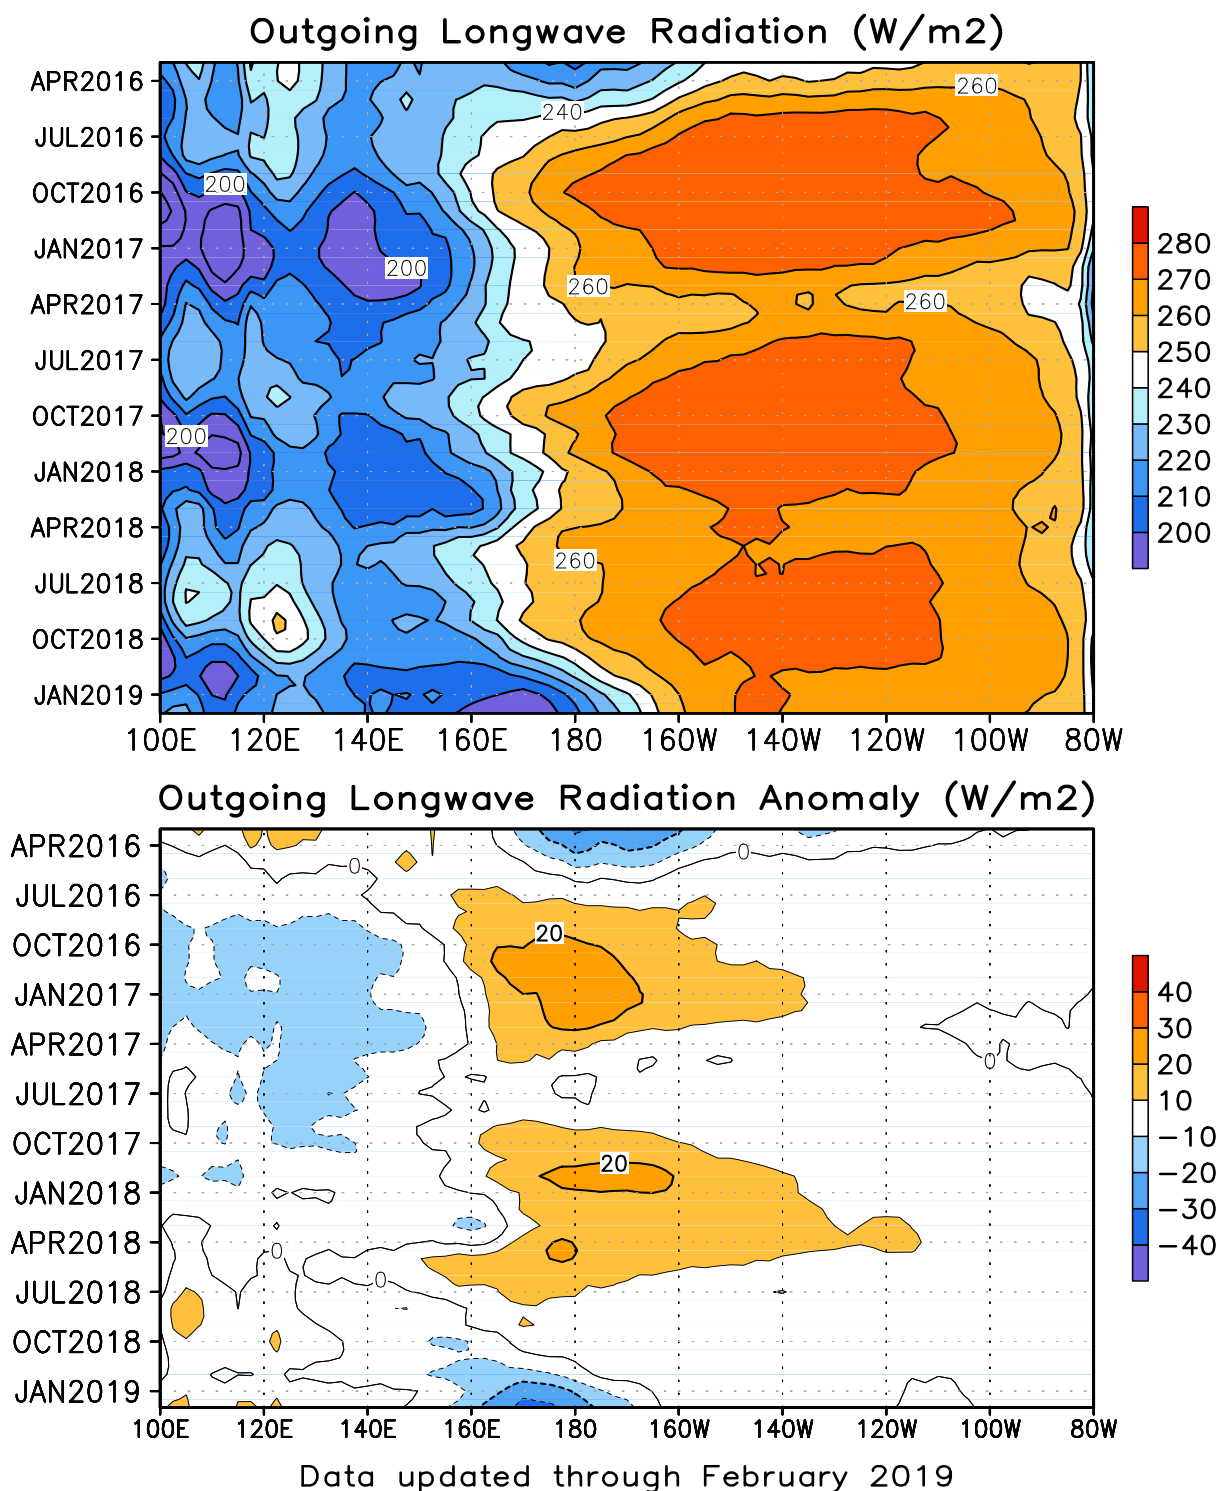 Outgoing Longwave Radiation (W/m2)
APR2016
JUL2016
OCT2016
JAN2017
APR2017
JUL2017
OCT2017
JAN2018
APR2018
JUL2018
OCT2018
JAN2019
260
240
200
200
260
260
200
260
100E 120E 140E 160E 180 160W 140W 120W 100W 80W
280
270
260
250
240
230
220
210
200
Outgoing Longwave Radiation Anomaly (W/m2)
APR2016
JUL2016
OCT2016
JAN2017
APR2017
JUL2017
OCT2017
JAN2018
APR2018
JUL2018
OCT2018
JAN2019
0
0
20
0
20
0
0
100E 120E 140E 160E 180 160W 140W 120W 100W 80W
40
30
20
10
-10
-20
-30
-40
Data updated through February 2019